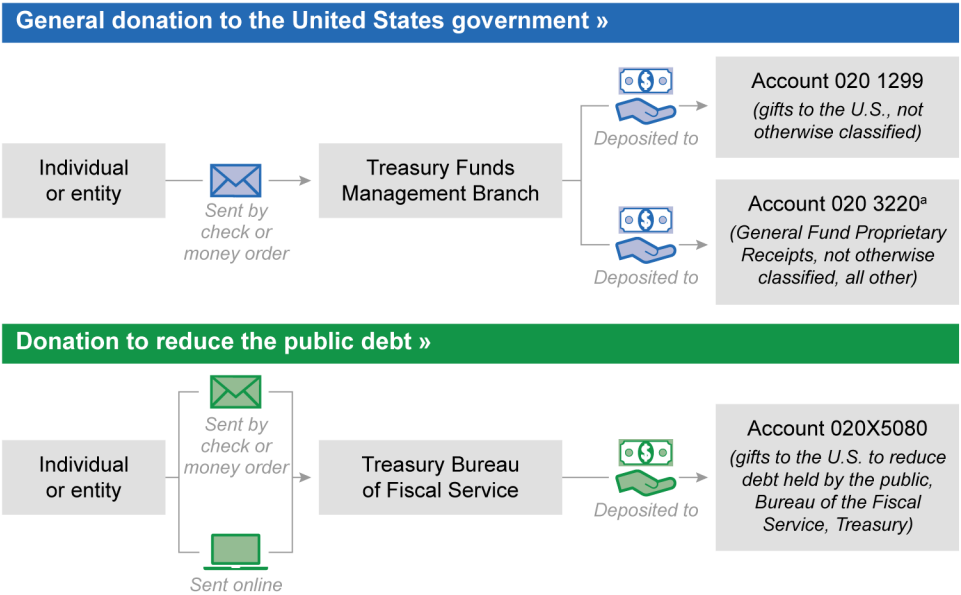 General donation to the United States government »
Individual
or entity
Sent by
check or
money order
Treasury Funds
Management Branch
Deposited to
Account 020 1299
(gifts to the U.S., not
otherwise classified)
Deposited to
Account 020 3220ª
(General Fund Proprietary
Receipts, not otherwise
classified, all other)
Donation to reduce the public debt »
Individual
or entity
Sent by
check or
money order
Sent online
Treasury Bureau
of Fiscal Service
Deposited to
Account 020X5080
(gifts to the U.S. to reduce
debt held by the public,
Bureau of the Fiscal
Service, Treasury)